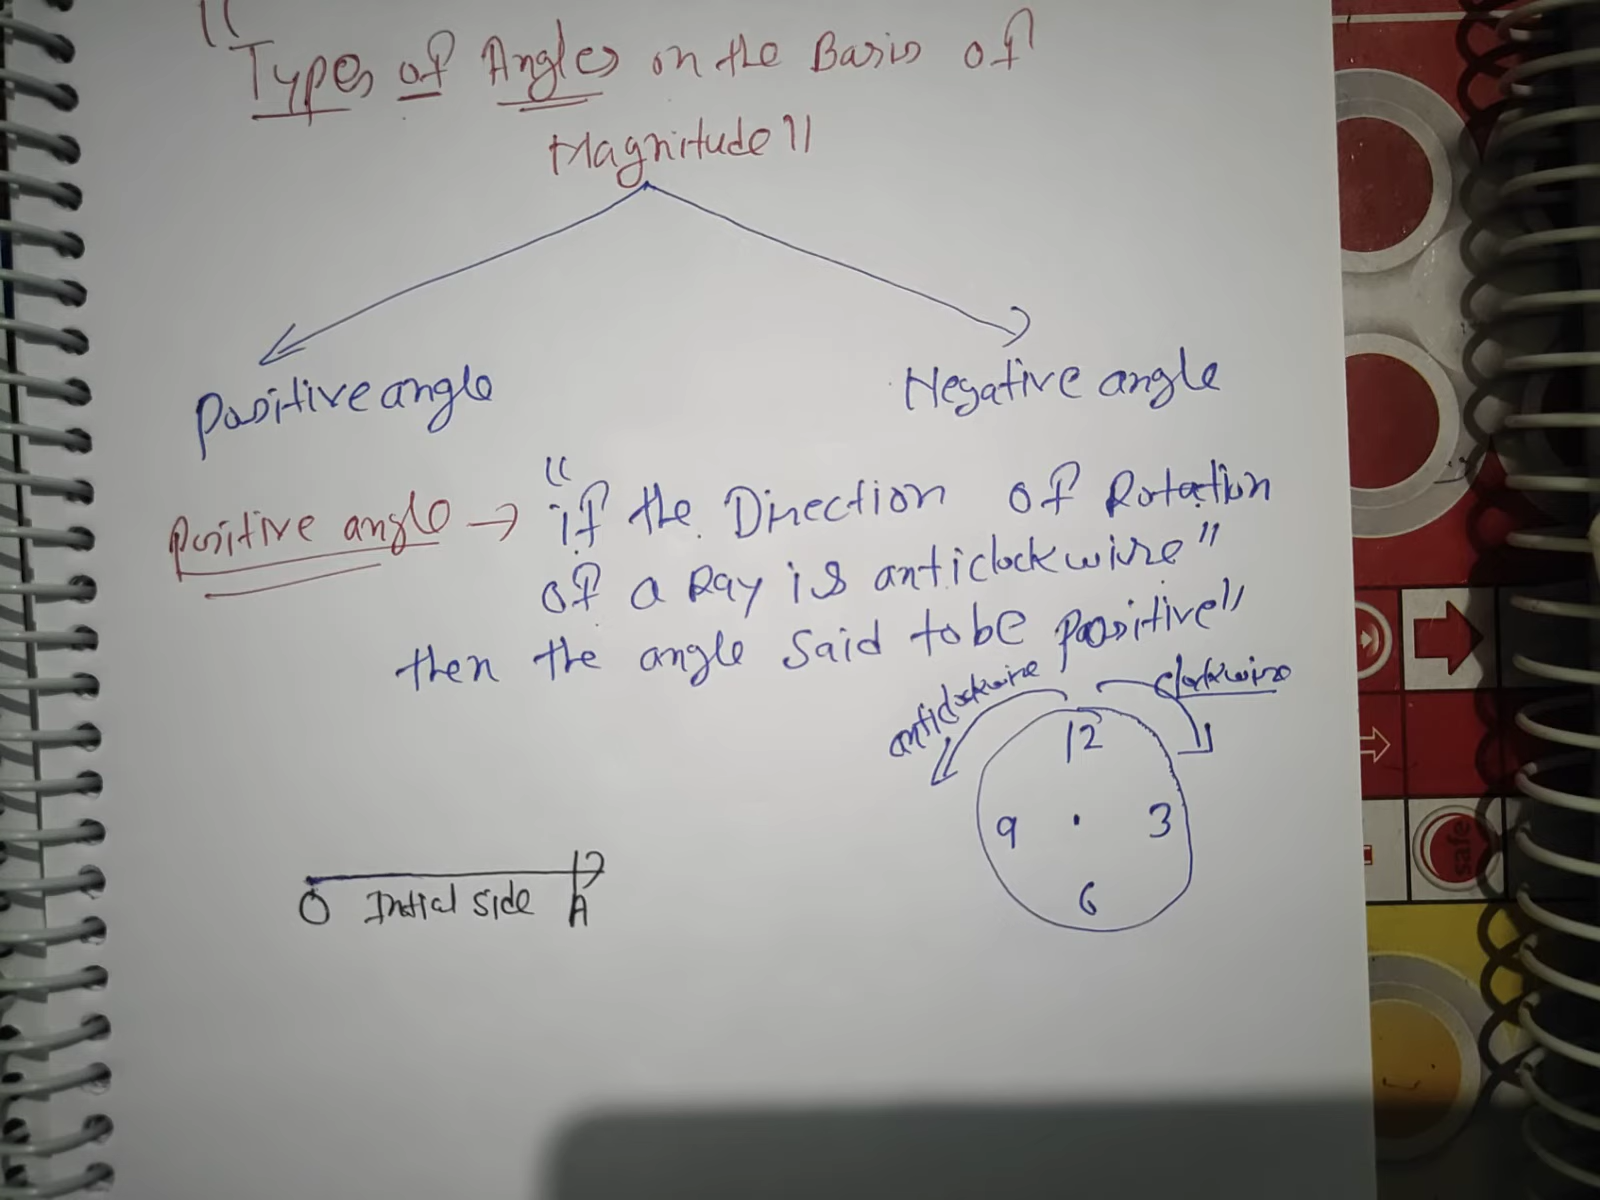 "Types of Angles on the Basis of
Magnitude"
Positive angle
Negative angle
Positive angle → "if the Direction of Rotation
of a Ray is anticlockwise"
then the angle said to be positive"
anticlockwise
clockwise
12
9 3
6
O Initial side A
safe